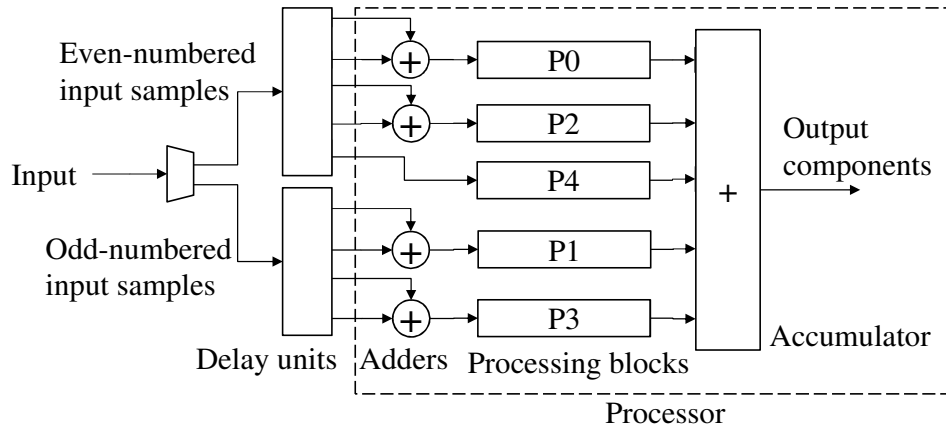 Even-numbered
input samples
Input
Odd-numbered
input samples
+
+
+
+
P0
P2
P4
P1
P3
+
Output
components
Accumulator
Delay units
Adders
Processing blocks
Processor